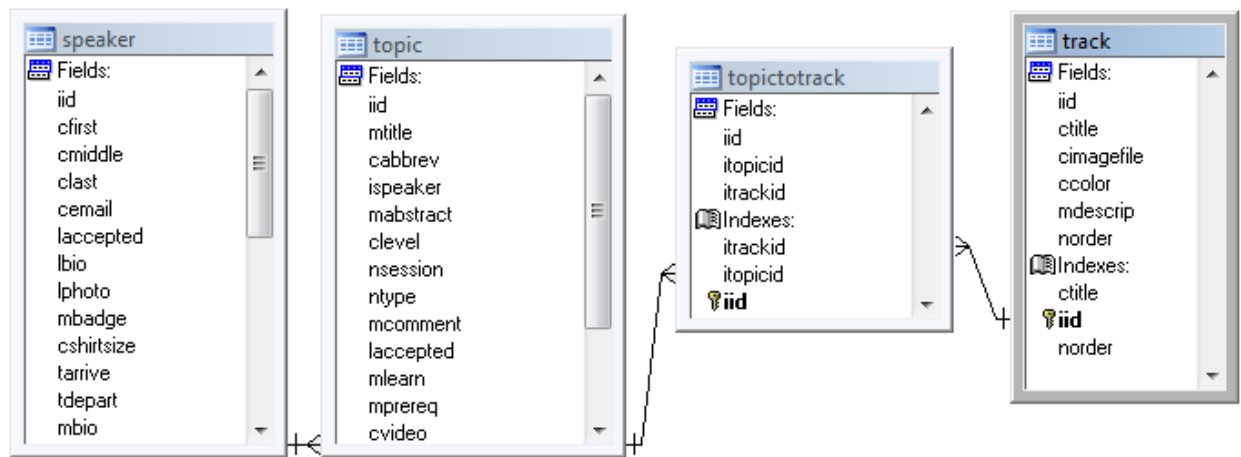 speaker
Fields:
iid
cfirst
cmiddle
clast
cemail
laccepted
lbio
lphoto
mbadge
cshirtsize
tarrive
tdepart
mbio
topic
Fields:
iid
mtitle
cabbrev
ispeaker
mabstract
clevel
nsession
ntype
mcomment
laccepted
mlearn
mprereq
cvideo
topictotrack
Fields:
iid
itopicid
itrackid
Indexes:
itrackid
itopicid
iid
track
Fields:
iid
ctitle
cimagefile
ccolor
mdescrip
norder
Indexes:
ctitle
iid
norder